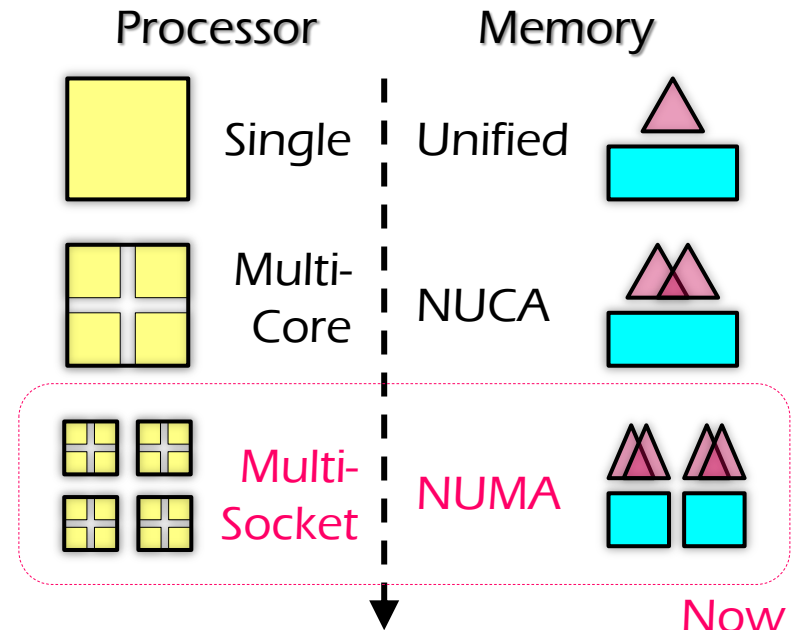 Processor
Memory
Single
Unified
Multi-
Core
NUCA
Multi-
Socket
NUMA
Now